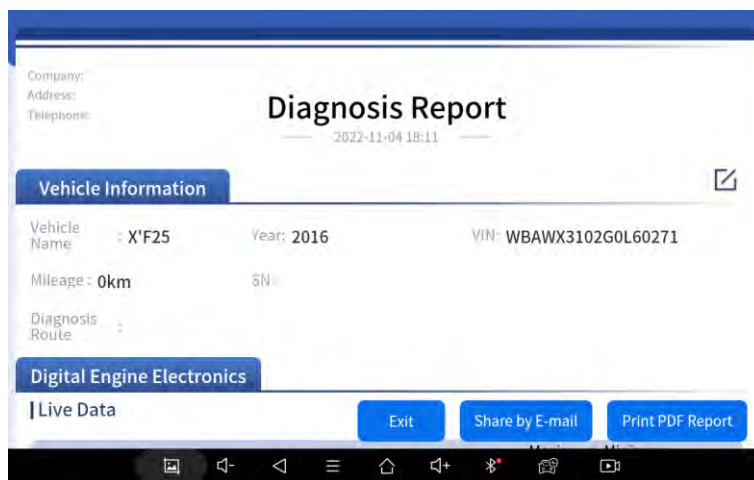 Company:
Address:
Telephone:
Diagnosis Report
2022-11-04 18:11
Vehicle Information
Vehicle Name : X'F25 Year: 2016 VIN: WBAWX3102G0L60271
Mileage : 0km SN:
Diagnosis Route :
Digital Engine Electronics
Live Data
Exit Share by E-mail Print PDF Report